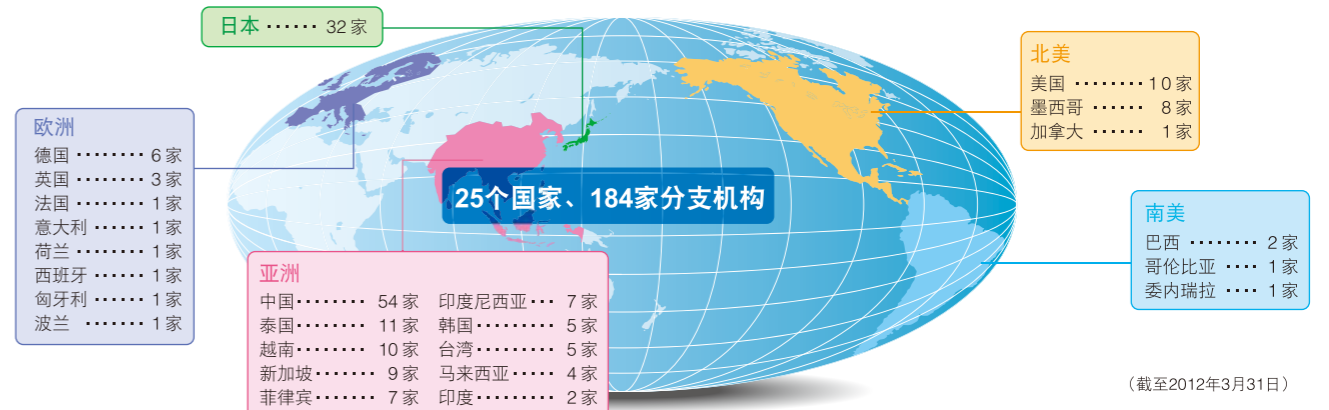 日本 ······ 32家
欧洲
德国 ········ 6家
英国 ········ 3家
法国 ········ 1家
意大利 ······ 1家
荷兰 ········ 1家
西班牙 ······ 1家
匈牙利 ······ 1家
波兰 ······· 1家
25个国家、184家分支机构
亚洲
中国········ 54家 印度尼西亚··· 7家
泰国········ 11家 韩国········· 5家
越南········ 10家 台湾········· 5家
新加坡······· 9家 马来西亚····· 4家
菲律宾······· 7家 印度········· 2家
北美
美国 ········· 10家
墨西哥 ······ 8家
加拿大 ······ 1家
南美
巴西 ········ 2家
哥伦比亚 ···· 1家
委内瑞拉 ···· 1家
(截至2012年3月31日)